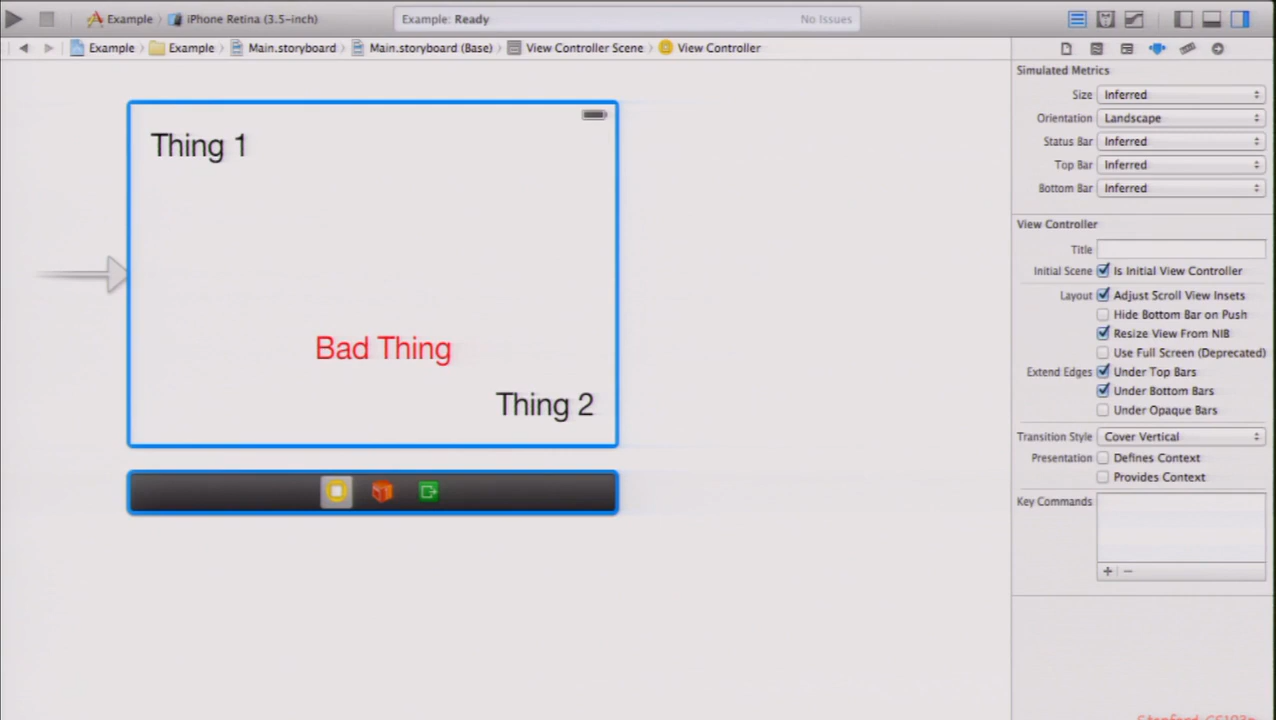 Example
iPhone Retina (3.5-inch)
Example: Ready
No Issues
Example
Example
Main.storyboard
Main.storyboard (Base)
View Controller Scene
View Controller
Thing 1
Bad Thing
Thing 2
Simulated Metrics
Size
Inferred
Orientation
Landscape
Status Bar
Inferred
Top Bar
Inferred
Bottom Bar
Inferred
View Controller
Title
Initial Scene
Is Initial View Controller
Layout
Adjust Scroll View Insets
Hide Bottom Bar on Push
Resize View From NIB
Use Full Screen (Deprecated)
Extend Edges
Under Top Bars
Under Bottom Bars
Under Opaque Bars
Transition Style
Cover Vertical
Presentation
Defines Context
Provides Context
Key Commands